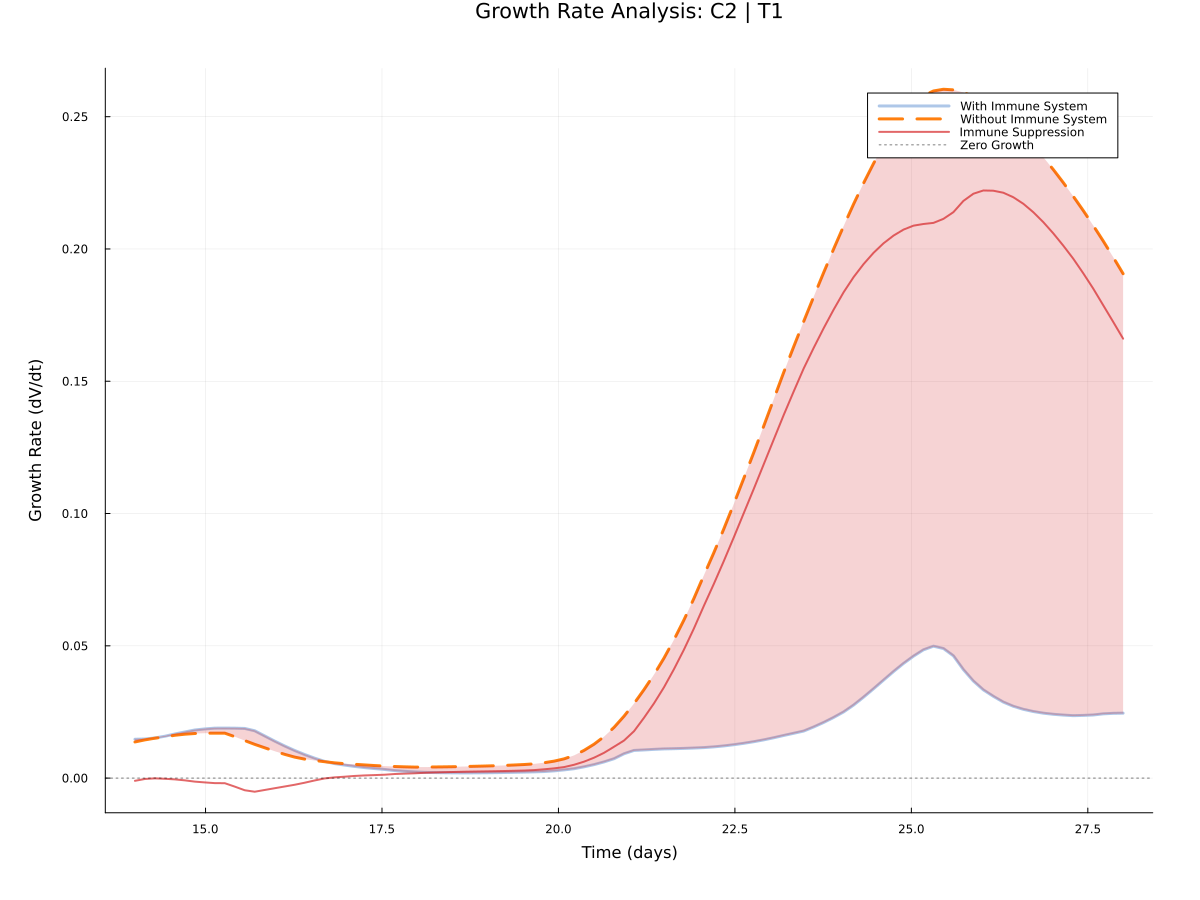 Growth Rate Analysis: C2 | T1
With Immune System
Without Immune System
Immune Suppression
Zero Growth
Growth Rate (dV/dt)
0.25
0.20
0.15
0.10
0.05
0.00
15.0 17.5 20.0 22.5 25.0 27.5
Time (days)